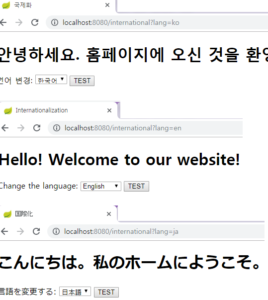 국제화
localhost:8080/international?lang=ko
안녕하세요. 홈페이지에 오신 것을 환영
언어 변경: 한국어 TEST
Internationalization
localhost:8080/international?lang=en
Hello! Welcome to our website!
Change the language: English TEST
国際化
localhost:8080/international?lang=ja
こんにちは。私のホームにようこそ。
言語を変更する: 日本語 TEST